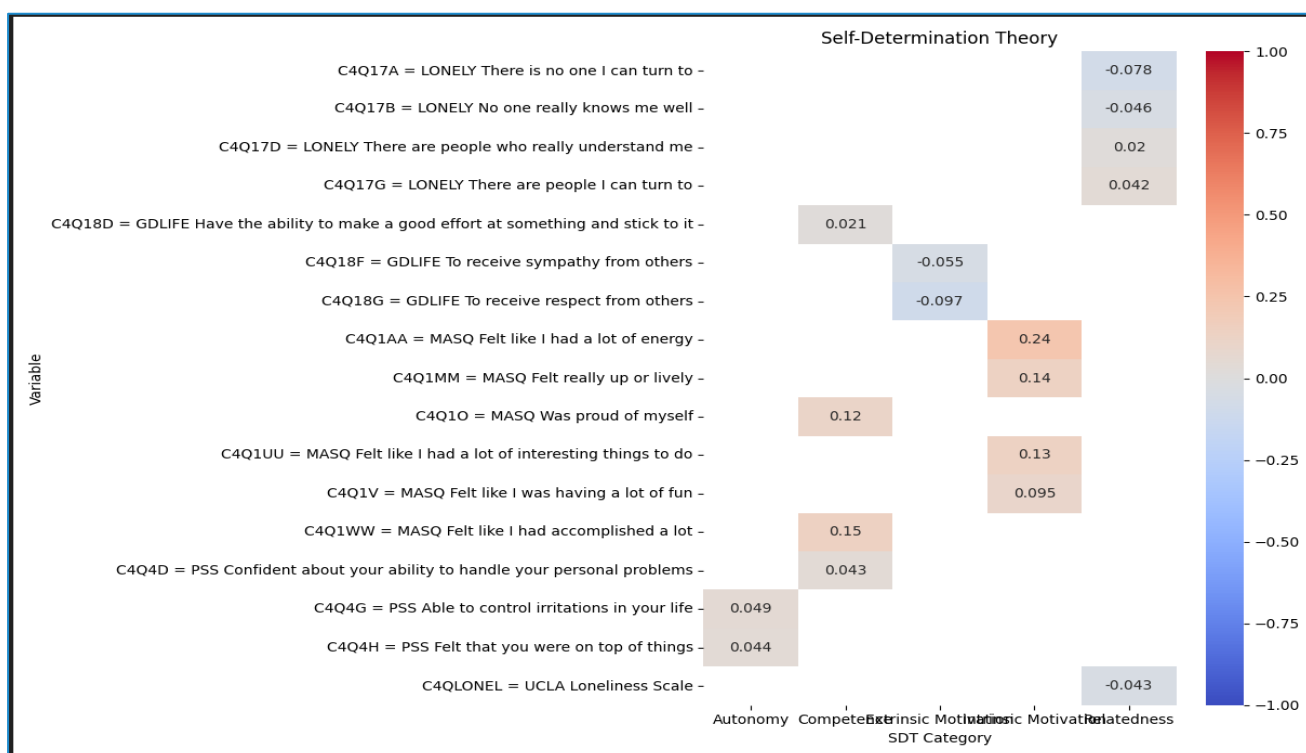 Self-Determination Theory
C4Q17A = LONELY There is no one I can turn to
-0.078
C4Q17B = LONELY No one really knows me well
-0.046
C4Q17D = LONELY There are people who really understand me
0.02
C4Q17G = LONELY There are people I can turn to
0.042
C4Q18D = GDLIFE Have the ability to make a good effort at something and stick to it
0.021
C4Q18F = GDLIFE To receive sympathy from others
-0.055
C4Q18G = GDLIFE To receive respect from others
-0.097
C4Q1AA = MASQ Felt like I had a lot of energy
0.24
C4Q1MM = MASQ Felt really up or lively
0.14
C4Q1O = MASQ Was proud of myself
0.12
C4Q1UU = MASQ Felt like I had a lot of interesting things to do
0.13
C4Q1V = MASQ Felt like I was having a lot of fun
0.095
C4Q1WW = MASQ Felt like I had accomplished a lot
0.15
C4Q4D = PSS Confident about your ability to handle your personal problems
0.043
C4Q4G = PSS Able to control irritations in your life
0.049
C4Q4H = PSS Felt that you were on top of things
0.044
C4QLONEL = UCLA Loneliness Scale
-0.043
Variable
Autonomy
Competence
Extrinsic Motivation
Intrinsic Motivation
Relatedness
SDT Category
1.00
0.75
0.50
0.25
0.00
−0.25
−0.50
−0.75
−1.00